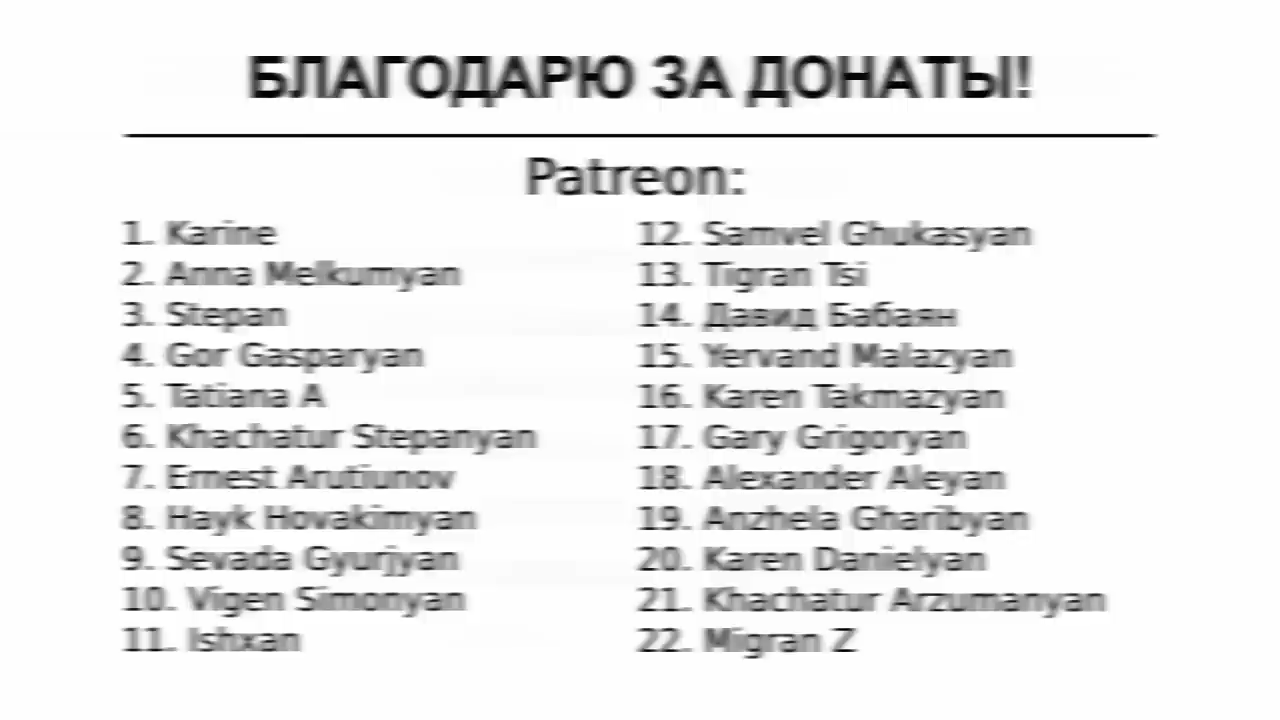 БЛАГОДАРЮ ЗА ДОНАТЫ!
Patreon:
1. Karine
2. Anna Melkumyan
3. Stepan
4. Gor Gasparyan
5. Tatiana A
6. Khachatur Stepanyan
7. Ernest Arutiunov
8. Hayk Hovakimyan
9. Sevada Gyurjyan
10. Vigen Simonyan
11. Ishxan
12. Samvel Ghukasyan
13. Tigran Tsi
14. Давид Бабаян
15. Yervand Malazyan
16. Karen Takmazyan
17. Gary Grigoryan
18. Alexander Aleyan
19. Anzhela Gharibyan
20. Karen Danielyan
21. Khachatur Arzumanyan
22. Migran Z